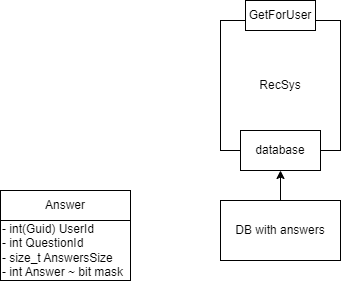 GetForUser
RecSys
database
DB with answers
Answer
- int(Guid) UserId
- int QuestionId
- size_t AnswersSize
- int Answer ~ bit mask